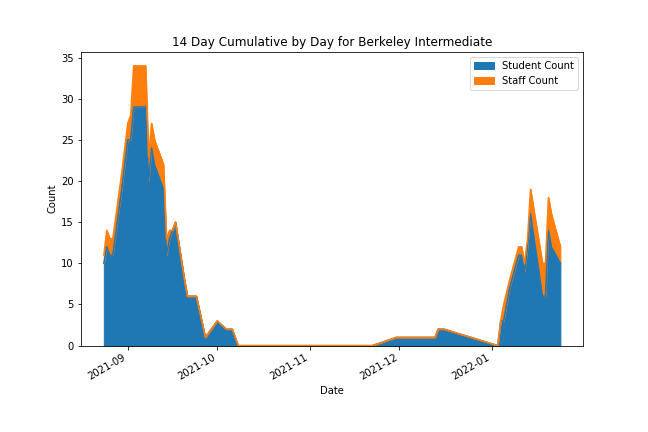 14 Day Cumulative by Day for Berkeley Intermediate
Student Count
Staff Count
Count
35
30
25
20
15
10
5
0
2021-09
2021-10
2021-11
2021-12
2022-01
Date